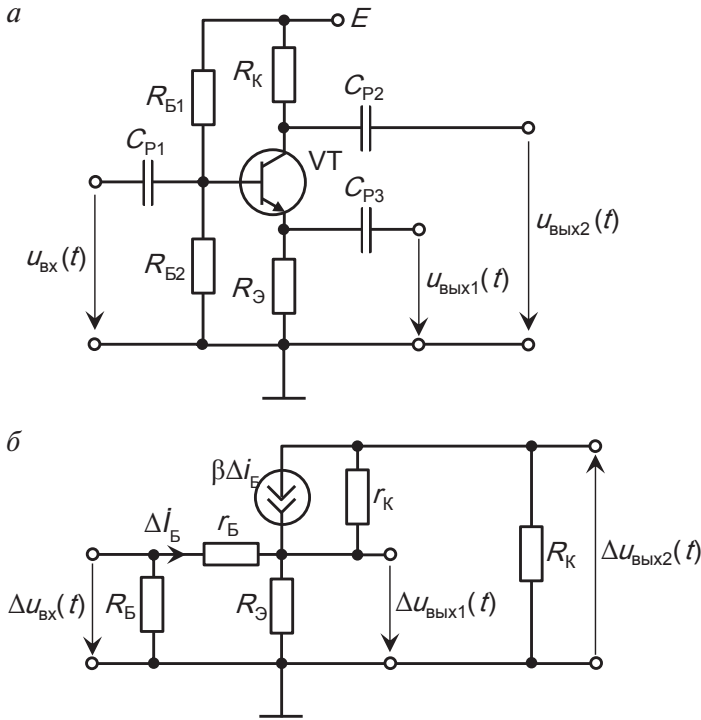 а
E
R_К
R_Б1
C_Р2
C_Р1
VT
C_Р3
u_вх(t)
R_Б2
R_Э
u_вых1(t)
u_вых2(t)
б
βΔi_Б
r_К
Δi_Б
r_Б
Δu_вх(t)
R_Б
R_Э
Δu_вых1(t)
R_К
Δu_вых2(t)